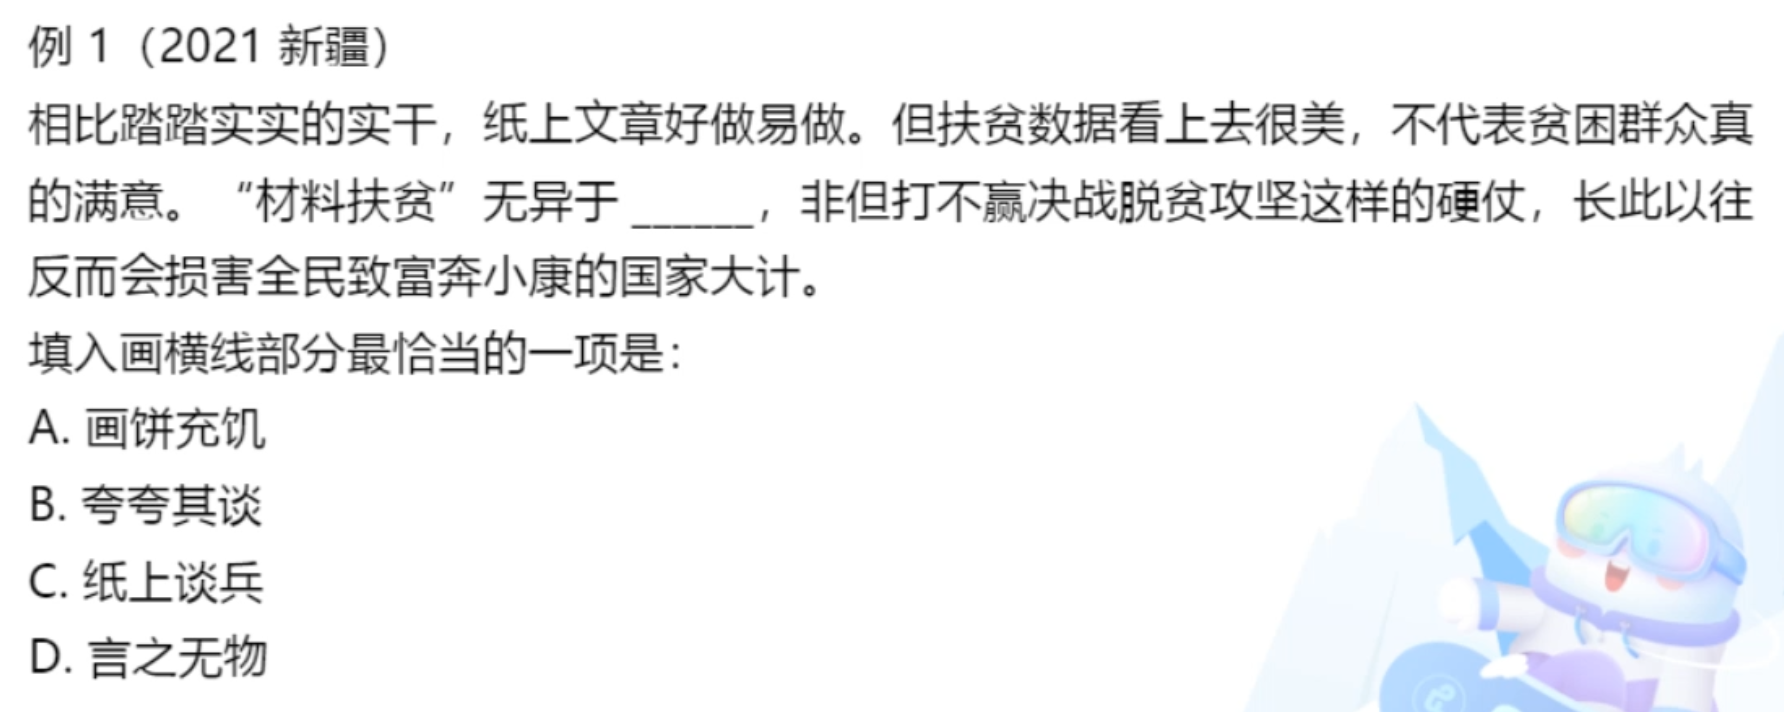 例 1（2021 新疆）
相比踏踏实实的实干，纸上文章好做易做。但扶贫数据看上去很美，不代表贫困群众真
的满意。“材料扶贫”无异于 ______，非但打不赢决战脱贫攻坚这样的硬仗，长此以往
反而会损害全民致富奔小康的国家大计。
填入画横线部分最恰当的一项是：
A. 画饼充饥
B. 夸夸其谈
C. 纸上谈兵
D. 言之无物